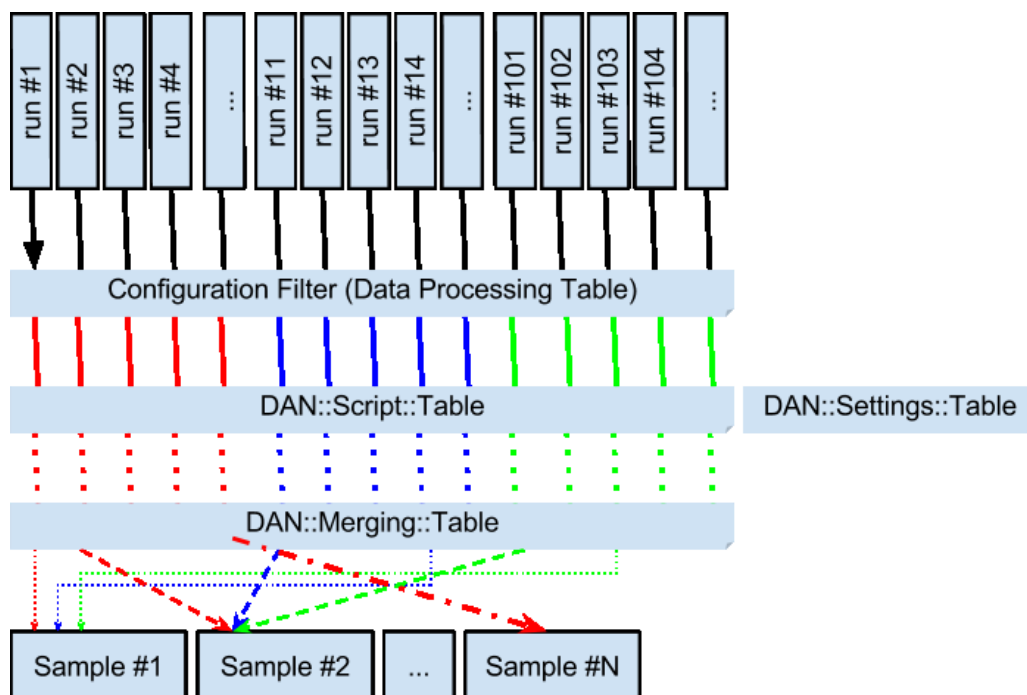 run #1
run #2
run #3
run #4
...
run #11
run #12
run #13
run #14
...
run #101
run #102
run #103
run #104
...
Configuration Filter (Data Processing Table)
DAN::Script::Table
DAN::Settings::Table
DAN::Merging::Table
Sample #1
Sample #2
...
Sample #N